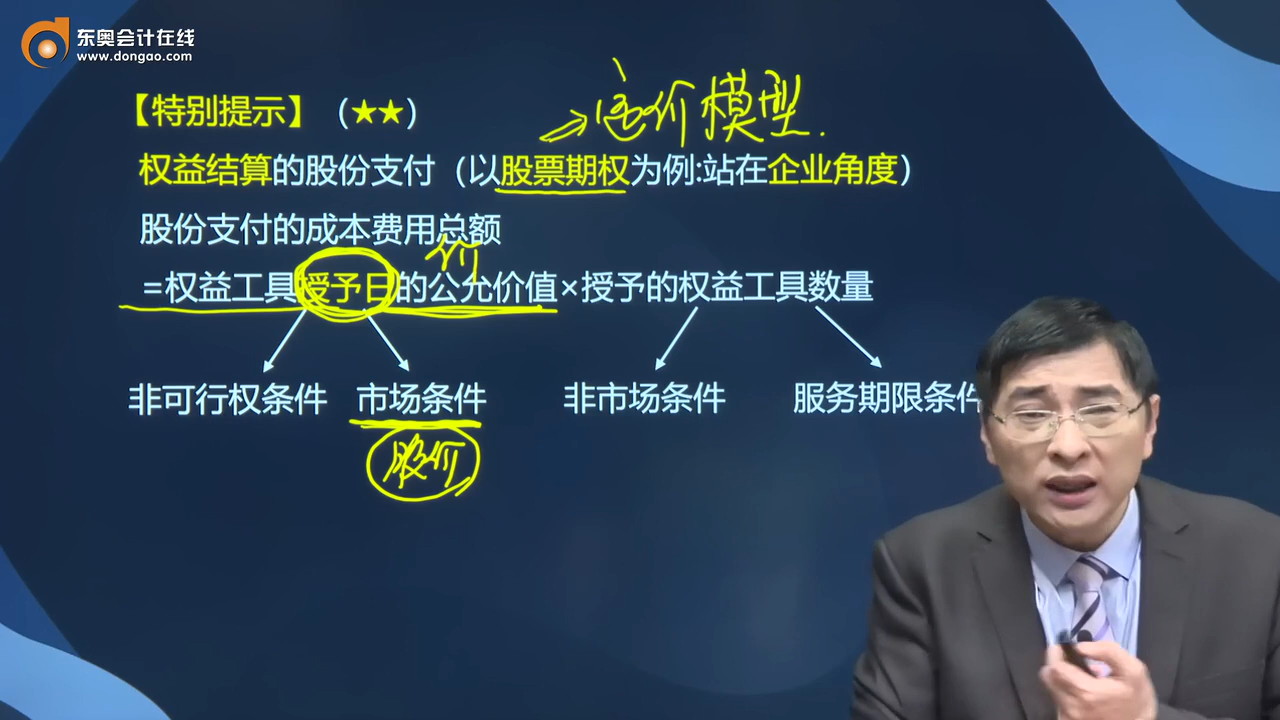 东奥会计在线
www.dongao.com
→定价模型.
【特别提示】（★★）
权益结算的股份支付（以股票期权为例:站在企业角度）
股份支付的成本费用总额
价
=权益工具授予日的公允价值×授予的权益工具数量
非可行权条件 市场条件 非市场条件 服务期限条件
股价